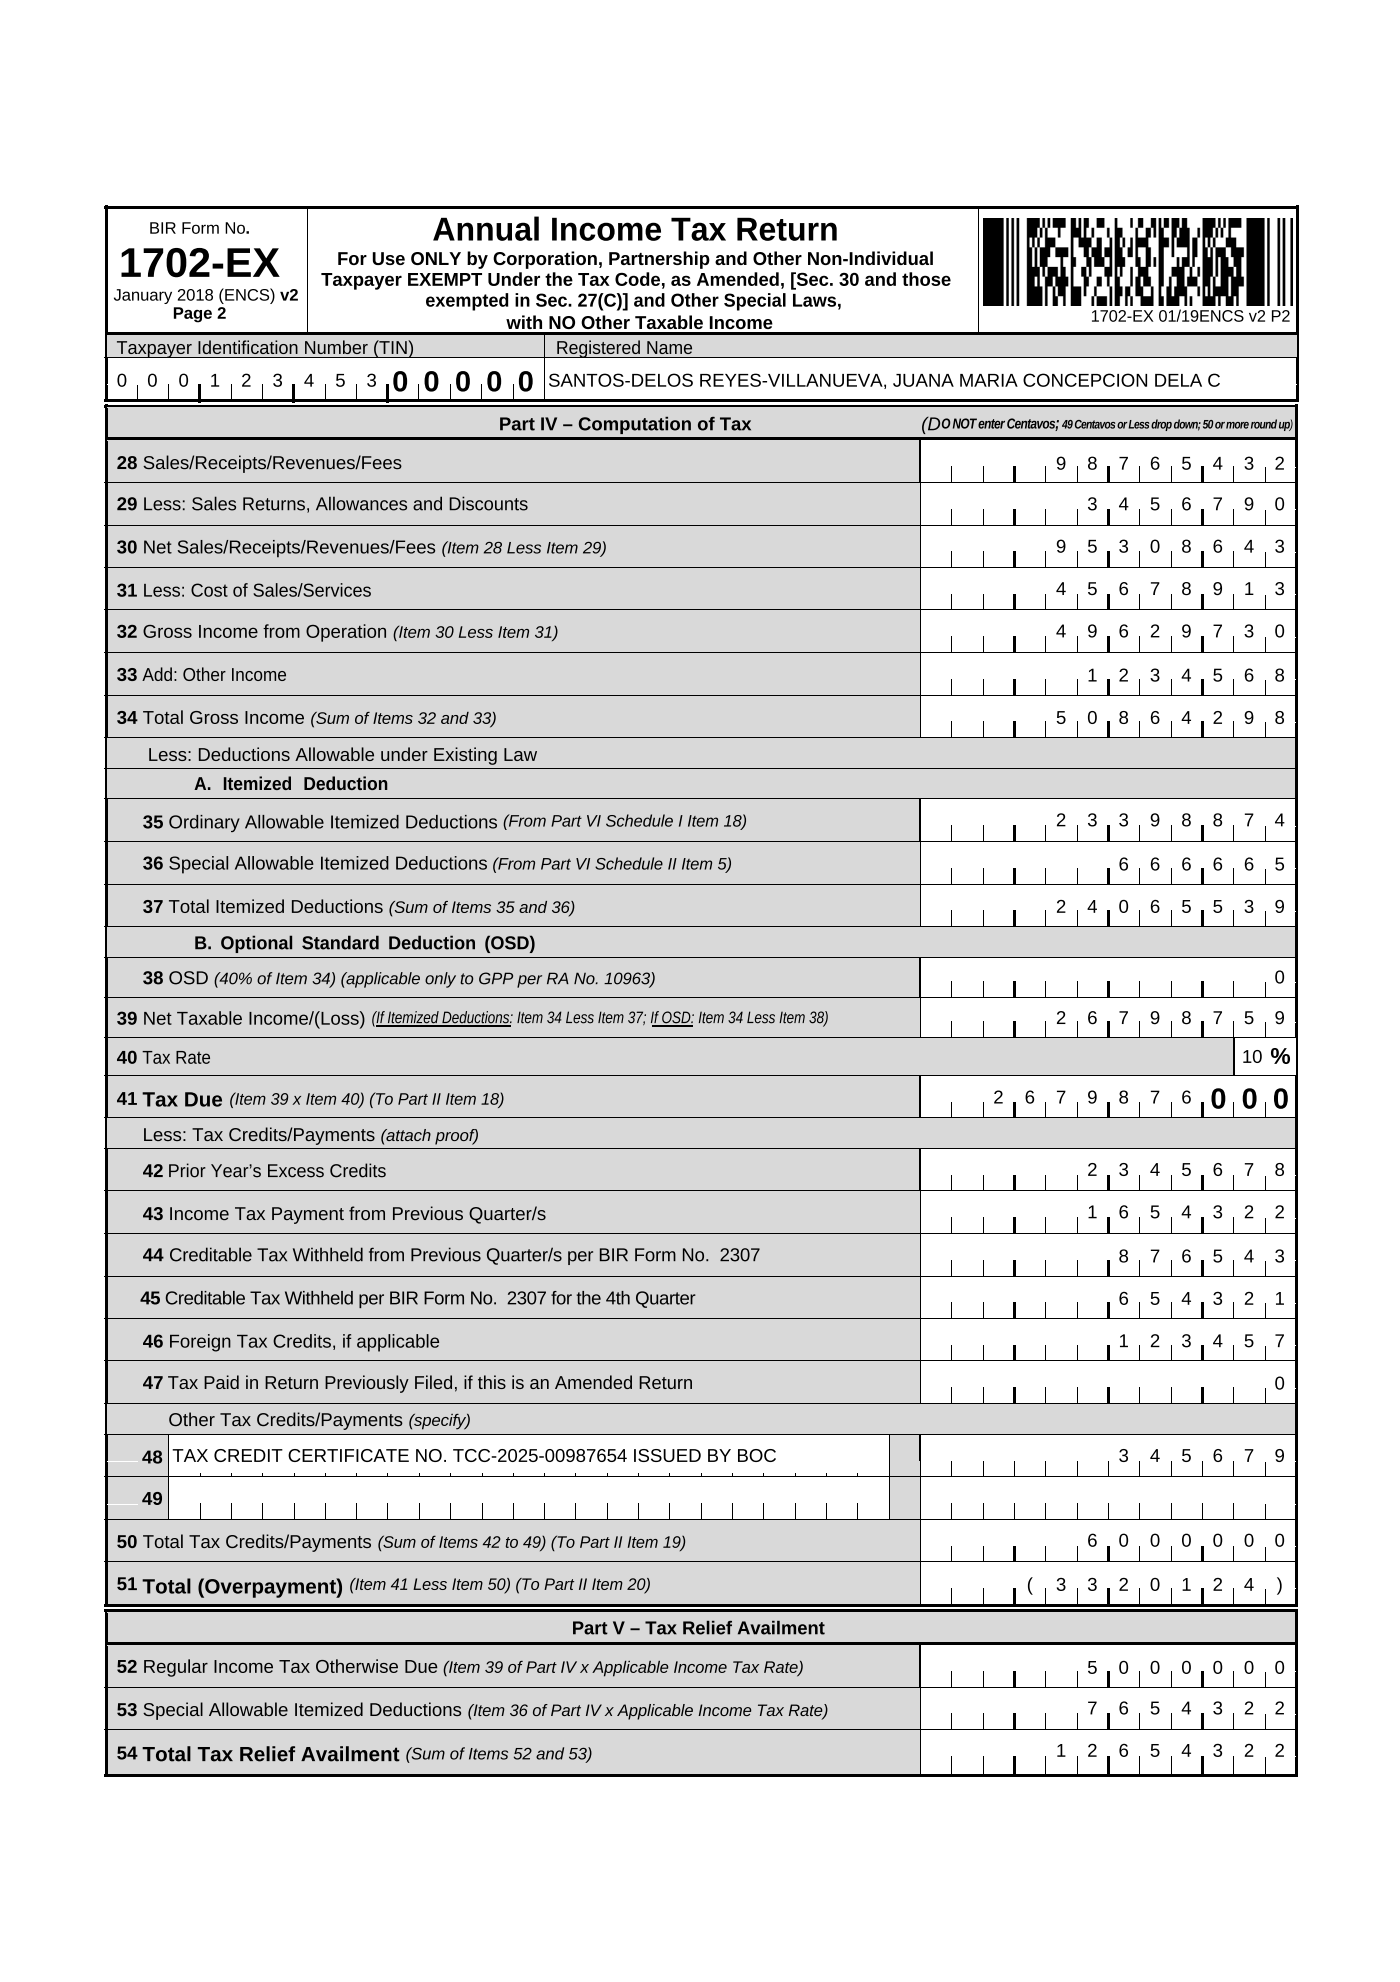 BIR Form No.
1702-EX
January 2018 (ENCS) v2
Page 2
Annual Income Tax Return
For Use ONLY by Corporation, Partnership and Other Non-Individual
Taxpayer EXEMPT Under the Tax Code, as Amended, [Sec. 30 and those
exempted in Sec. 27(C)] and Other Special Laws,
with NO Other Taxable Income
1702-EX 01/19ENCS v2 P2
Taxpayer Identification Number (TIN) Registered Name
0 0 0 1 2 3 4 5 3 0 0 0 0 0 SANTOS-DELOS REYES-VILLANUEVA, JUANA MARIA CONCEPCION DELA C
Part IV – Computation of Tax (DO NOT enter Centavos; 49 Centavos or Less drop down; 50 or more round up)
28 Sales/Receipts/Revenues/Fees 9 8 7 6 5 4 3 2
29 Less: Sales Returns, Allowances and Discounts 3 4 5 6 7 9 0
30 Net Sales/Receipts/Revenues/Fees (Item 28 Less Item 29) 9 5 3 0 8 6 4 3
31 Less: Cost of Sales/Services 4 5 6 7 8 9 1 3
32 Gross Income from Operation (Item 30 Less Item 31) 4 9 6 2 9 7 3 0
33 Add: Other Income 1 2 3 4 5 6 8
34 Total Gross Income (Sum of Items 32 and 33) 5 0 8 6 4 2 9 8
Less: Deductions Allowable under Existing Law
A. Itemized Deduction
35 Ordinary Allowable Itemized Deductions (From Part VI Schedule I Item 18) 2 3 3 9 8 8 7 4
36 Special Allowable Itemized Deductions (From Part VI Schedule II Item 5) 6 6 6 6 6 5
37 Total Itemized Deductions (Sum of Items 35 and 36) 2 4 0 6 5 5 3 9
B. Optional Standard Deduction (OSD)
38 OSD (40% of Item 34) (applicable only to GPP per RA No. 10963) 0
39 Net Taxable Income/(Loss) (If Itemized Deductions: Item 34 Less Item 37; If OSD: Item 34 Less Item 38) 2 6 7 9 8 7 5 9
40 Tax Rate 10 %
41 Tax Due (Item 39 x Item 40) (To Part II Item 18) 2 6 7 9 8 7 6 0 0 0
Less: Tax Credits/Payments (attach proof)
42 Prior Year's Excess Credits 2 3 4 5 6 7 8
43 Income Tax Payment from Previous Quarter/s 1 6 5 4 3 2 2
44 Creditable Tax Withheld from Previous Quarter/s per BIR Form No. 2307 8 7 6 5 4 3
45 Creditable Tax Withheld per BIR Form No. 2307 for the 4th Quarter 6 5 4 3 2 1
46 Foreign Tax Credits, if applicable 1 2 3 4 5 7
47 Tax Paid in Return Previously Filed, if this is an Amended Return 0
Other Tax Credits/Payments (specify)
48 TAX CREDIT CERTIFICATE NO. TCC-2025-00987654 ISSUED BY BOC 3 4 5 6 7 9
49
50 Total Tax Credits/Payments (Sum of Items 42 to 49) (To Part II Item 19) 6 0 0 0 0 0 0
51 Total (Overpayment) (Item 41 Less Item 50) (To Part II Item 20) ( 3 3 2 0 1 2 4 )
Part V – Tax Relief Availment
52 Regular Income Tax Otherwise Due (Item 39 of Part IV x Applicable Income Tax Rate) 5 0 0 0 0 0 0
53 Special Allowable Itemized Deductions (Item 36 of Part IV x Applicable Income Tax Rate) 7 6 5 4 3 2 2
54 Total Tax Relief Availment (Sum of Items 52 and 53) 1 2 6 5 4 3 2 2